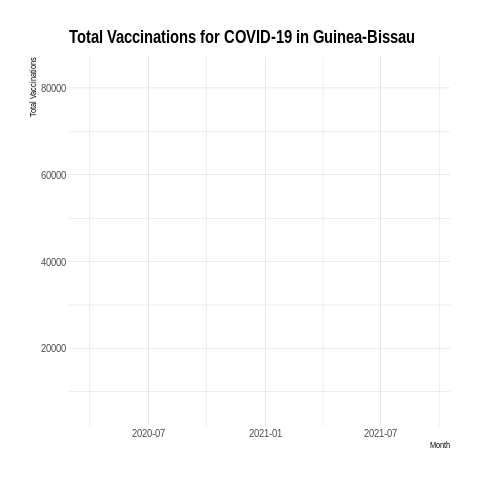 Total Vaccinations for COVID-19 in Guinea-Bissau
Total Vaccinations
80000
60000
40000
20000
2020-07 2021-01 2021-07
Month